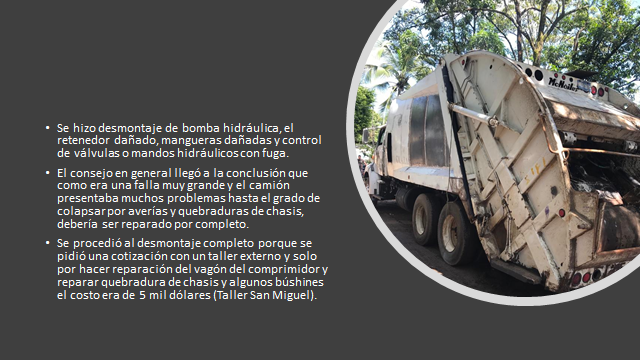 • Se hizo desmontaje de bomba hidráulica, el
retenedor dañado, mangueras dañadas y control
de válvulas o mandos hidráulicos con fuga.
• El consejo en general llegó a la conclusión que
como era una falla muy grande y el camión
presentaba muchos problemas hasta el grado de
colapsar por averías y quebraduras de chasis,
debería ser reparado por completo.
• Se procedió al desmontaje completo porque se
pidió una cotización con un taller externo y solo
por hacer reparación del vagón del comprimidor y
reparar quebradura de chasis y algunos búshines
el costo era de 5 mil dólares (Taller San Miguel).
McNeilus